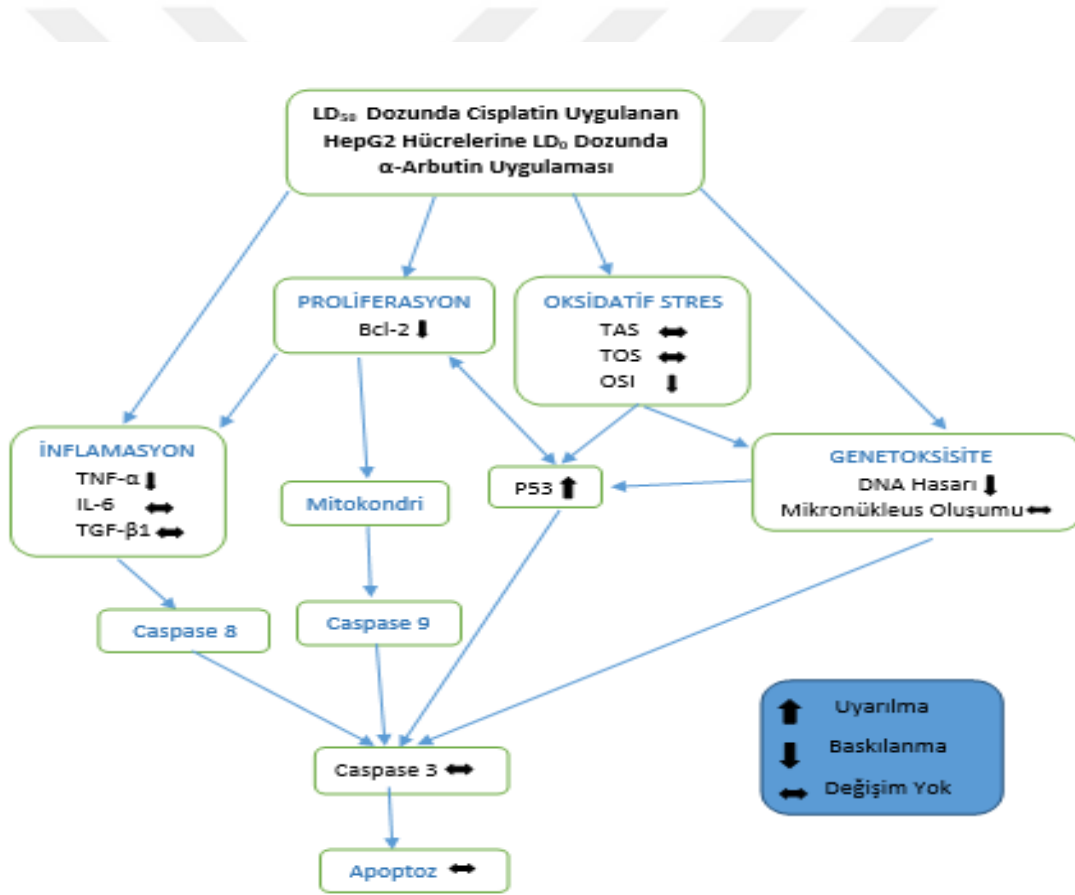 LD₅₀ Dozunda Cisplatin Uygulanan
HepG2 Hücrelerine LD₀ Dozunda
α-Arbutin Uygulaması
PROLİFERASYON
Bcl-2 ⬇
OKSİDATİF STRES
TAS ⬌
TOS ⬌
OSI ⬇
İNFLAMASYON
TNF-α ⬇
IL-6 ⬌
TGF-β1 ⬌
Mitokondri
P53 ⬆
GENETOKSİSİTE
DNA Hasarı ⬇
Mikronükleus Oluşumu ⬌
Caspase 8
Caspase 9
Caspase 3 ⬌
Apoptoz ⬌
⬆ Uyarılma
⬇ Baskılanma
⬌ Değişim Yok